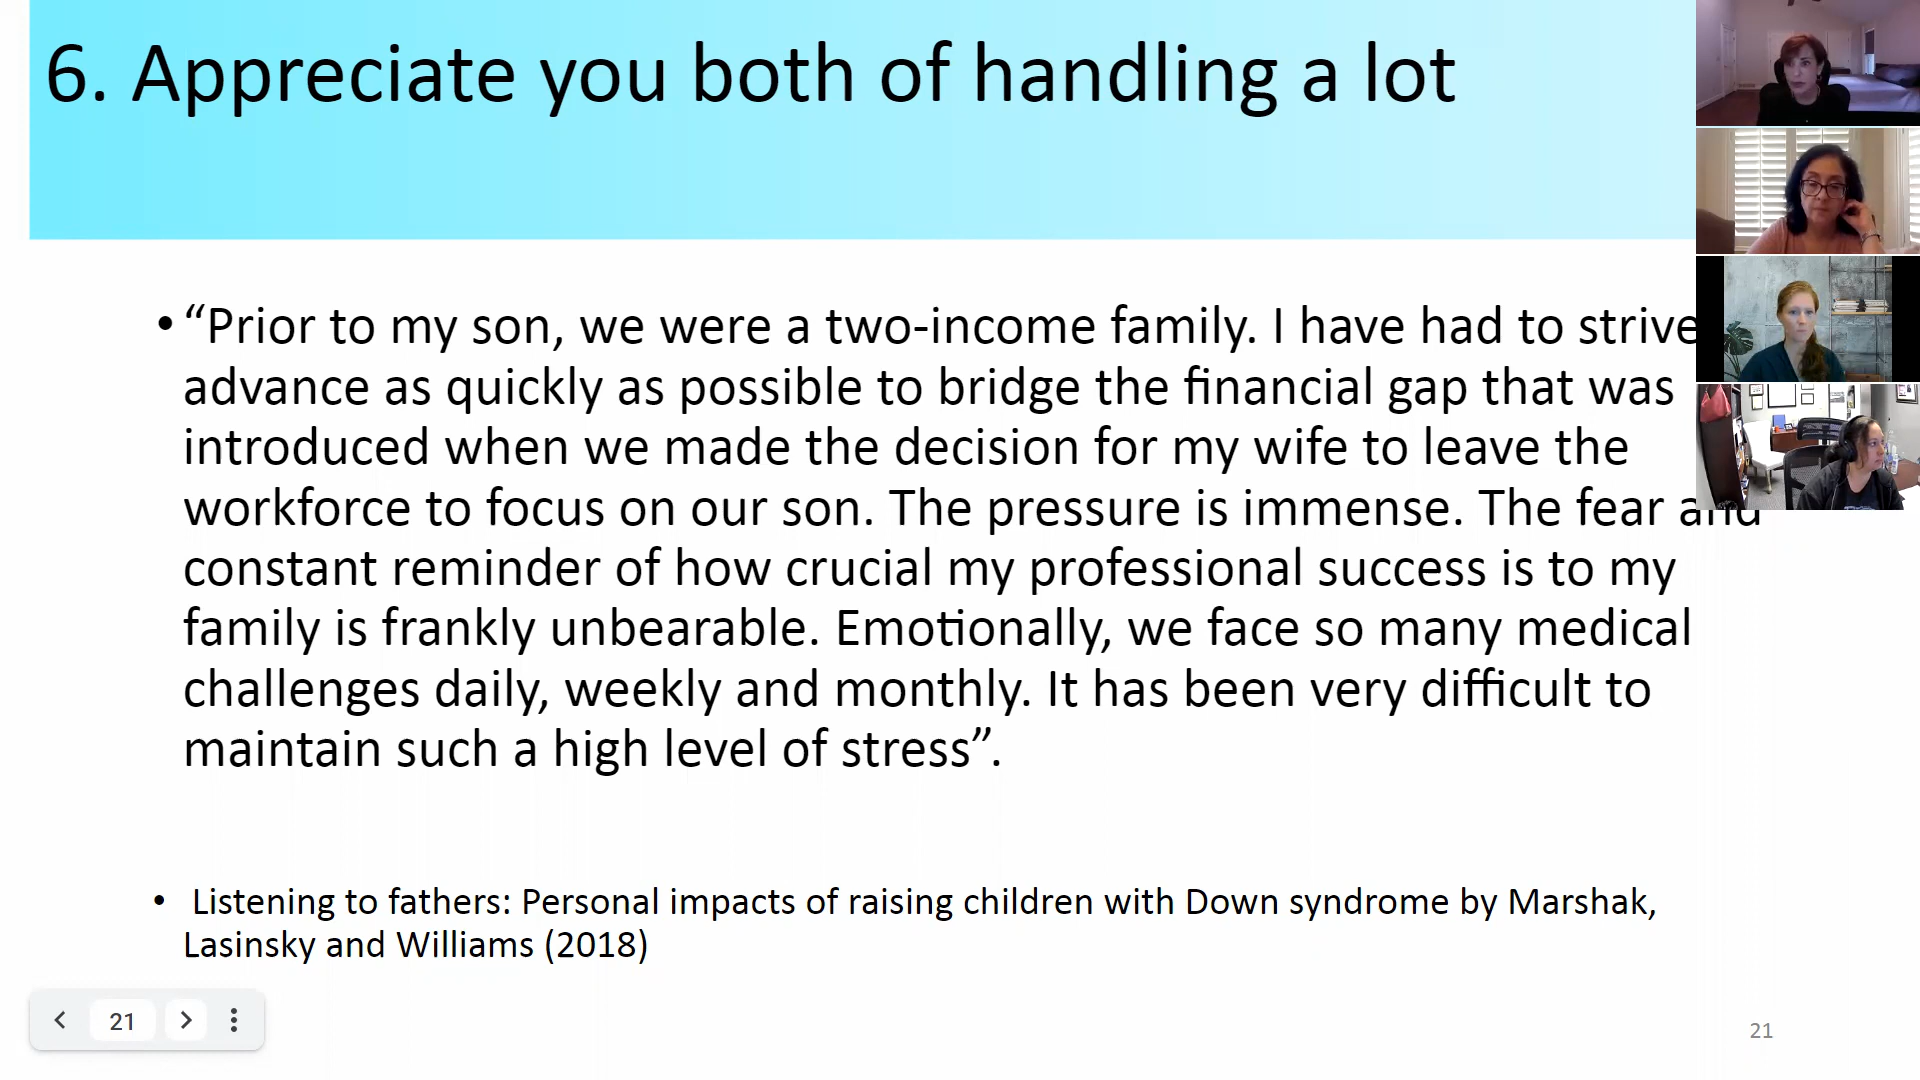 6. Appreciate you both of handling a lot
• “Prior to my son, we were a two-income family. I have had to strive
advance as quickly as possible to bridge the financial gap that was
introduced when we made the decision for my wife to leave the
workforce to focus on our son. The pressure is immense. The fear and
constant reminder of how crucial my professional success is to my
family is frankly unbearable. Emotionally, we face so many medical
challenges daily, weekly and monthly. It has been very difficult to
maintain such a high level of stress”.
• Listening to fathers: Personal impacts of raising children with Down syndrome by Marshak,
Lasinsky and Williams (2018)
21
21